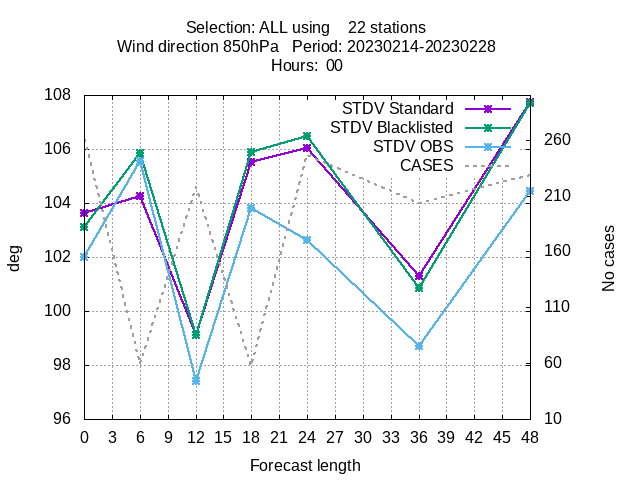 Selection: ALL using 22 stations
Wind direction 850hPa Period: 20230214-20230228
Hours: 00
STDV Standard
STDV Blacklisted
STDV OBS
CASES
108
106
104
102
100
98
96
260
210
160
110
60
10
deg
No cases
0 3 6 9 12 15 18 21 24 27 30 33 36 39 42 45 48
Forecast length